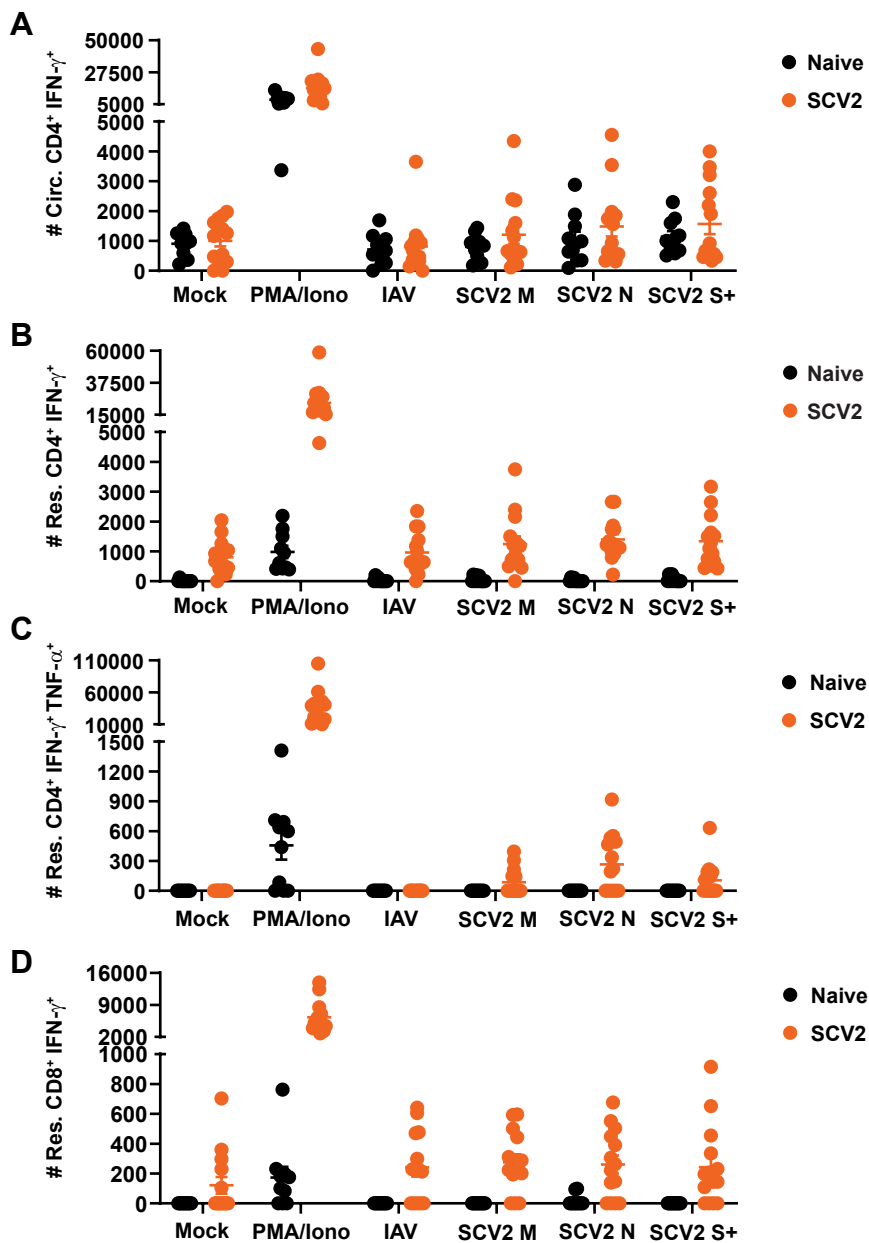 A
# Circ. CD4⁺ IFN-γ⁺
50000
27500
5000
5000
4000
3000
2000
1000
0
Mock PMA/Iono IAV SCV2 M SCV2 N SCV2 S+
Naive
SCV2
B
# Res. CD4⁺ IFN-γ⁺
60000
37500
15000
5000
4000
3000
2000
1000
0
Mock PMA/Iono IAV SCV2 M SCV2 N SCV2 S+
Naive
SCV2
C
# Res. CD4⁺ IFN-γ⁺ TNF-α⁺
110000
60000
10000
1500
1200
900
600
300
0
Mock PMA/Iono IAV SCV2 M SCV2 N SCV2 S+
Naive
SCV2
D
# Res. CD8⁺ IFN-γ⁺
16000
9000
2000
1000
800
600
400
200
0
Mock PMA/Iono IAV SCV2 M SCV2 N SCV2 S+
Naive
SCV2